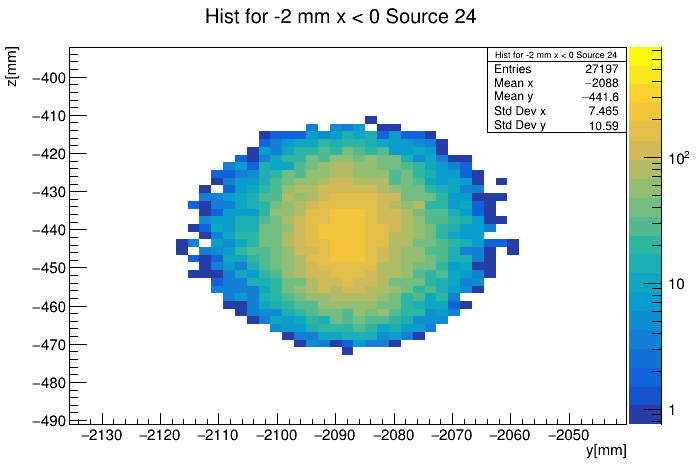 Hist for -2 mm x < 0 Source 24
z[mm]
Hist for -2 mm x < 0 Source 24
Entries 27197
Mean x −2088
Mean y −441.6
Std Dev x 7.465
Std Dev y 10.59
−400
−410
−420
−430
−440
−450
−460
−470
−480
−490
10²
10
1
−2130 −2120 −2110 −2100 −2090 −2080 −2070 −2060 −2050
y[mm]